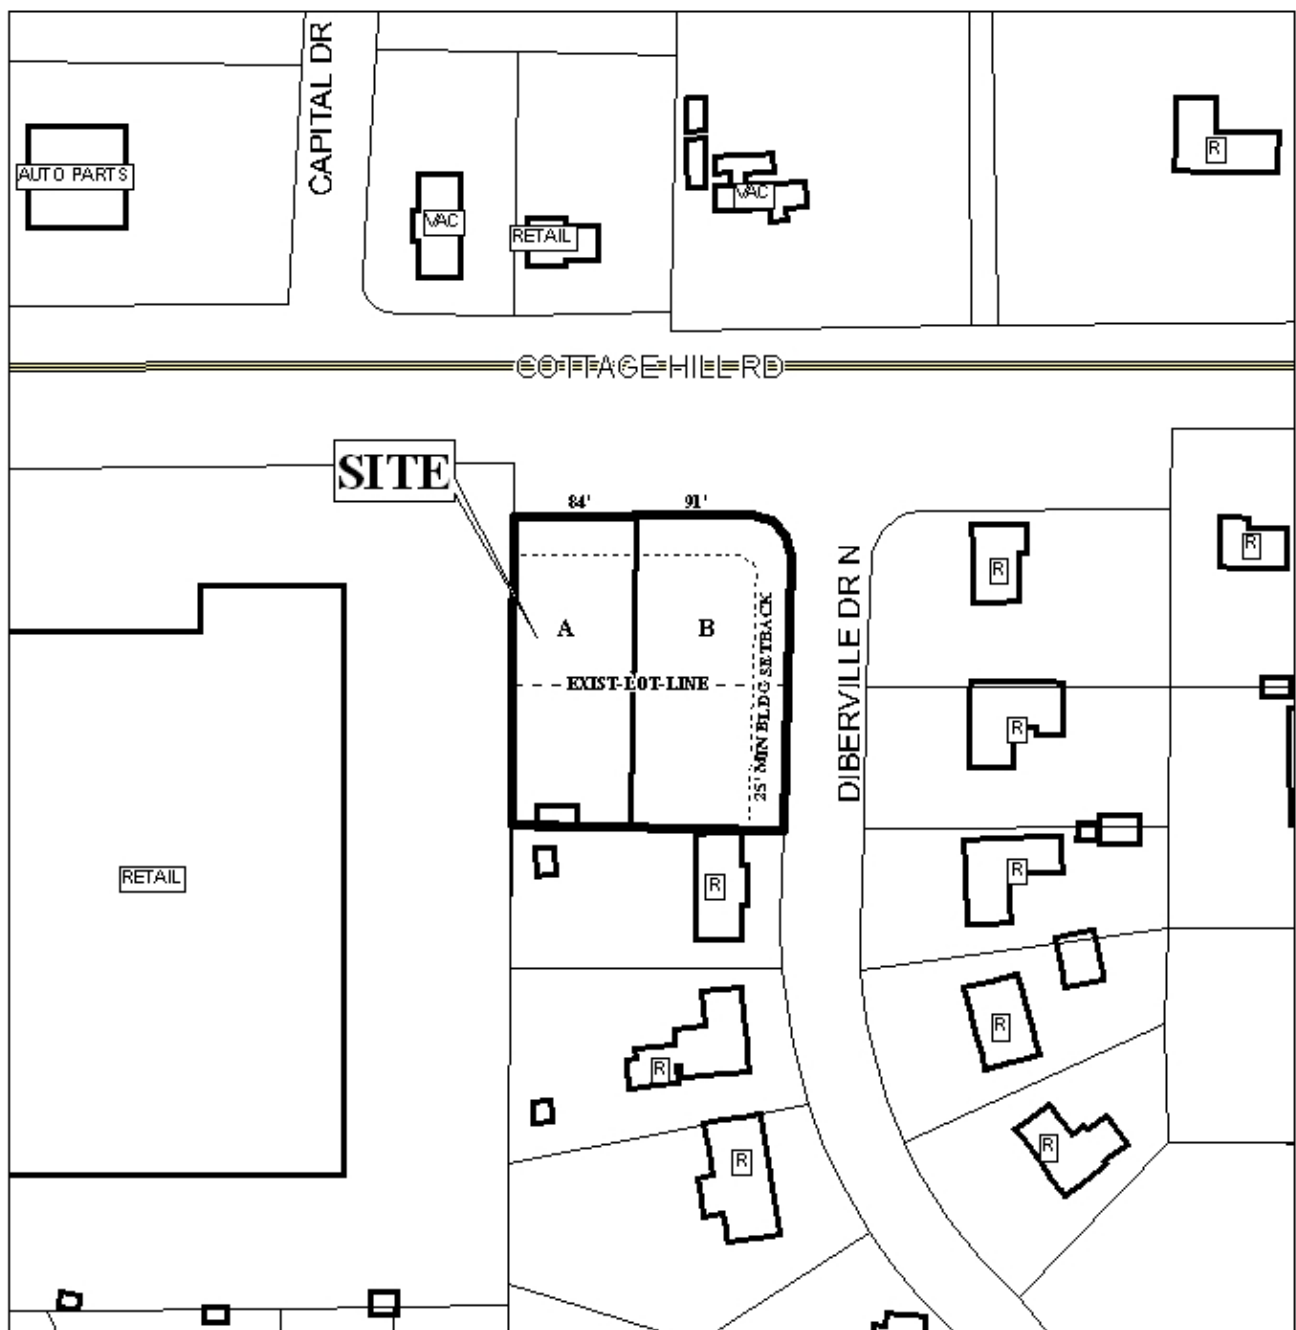 CAPITAL DR
AUTO PARTS
VAC
RETAIL
VAC
R
COTTAGE HILL RD
SITE
84'
91'
A
B
EXIST LOT LINE
25' MIN BLDG SETBACK
DIBERVILLE DR N
R
R
R
R
RETAIL
R
R
R
R
R
R